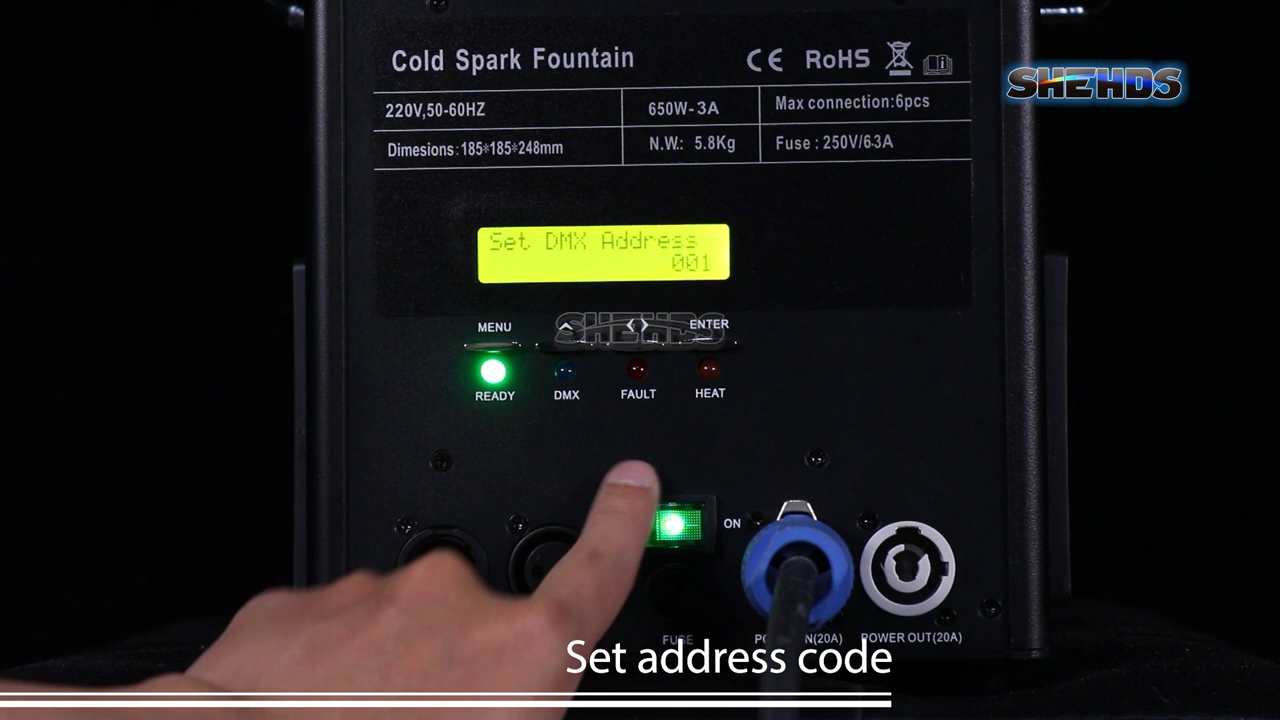 Cold Spark Fountain
CE RoHS
SHEHDS
220V,50-60HZ
650W-3A
Max connection:6pcs
Dimesions:185*185*248mm
N.W.: 5.8Kg
Fuse : 250V/6.3A
Set DMX Address
001
MENU
ENTER
SHEHDS
READY
DMX
FAULT
HEAT
ON
FUSE
POWER OUT(20A)
Set address code